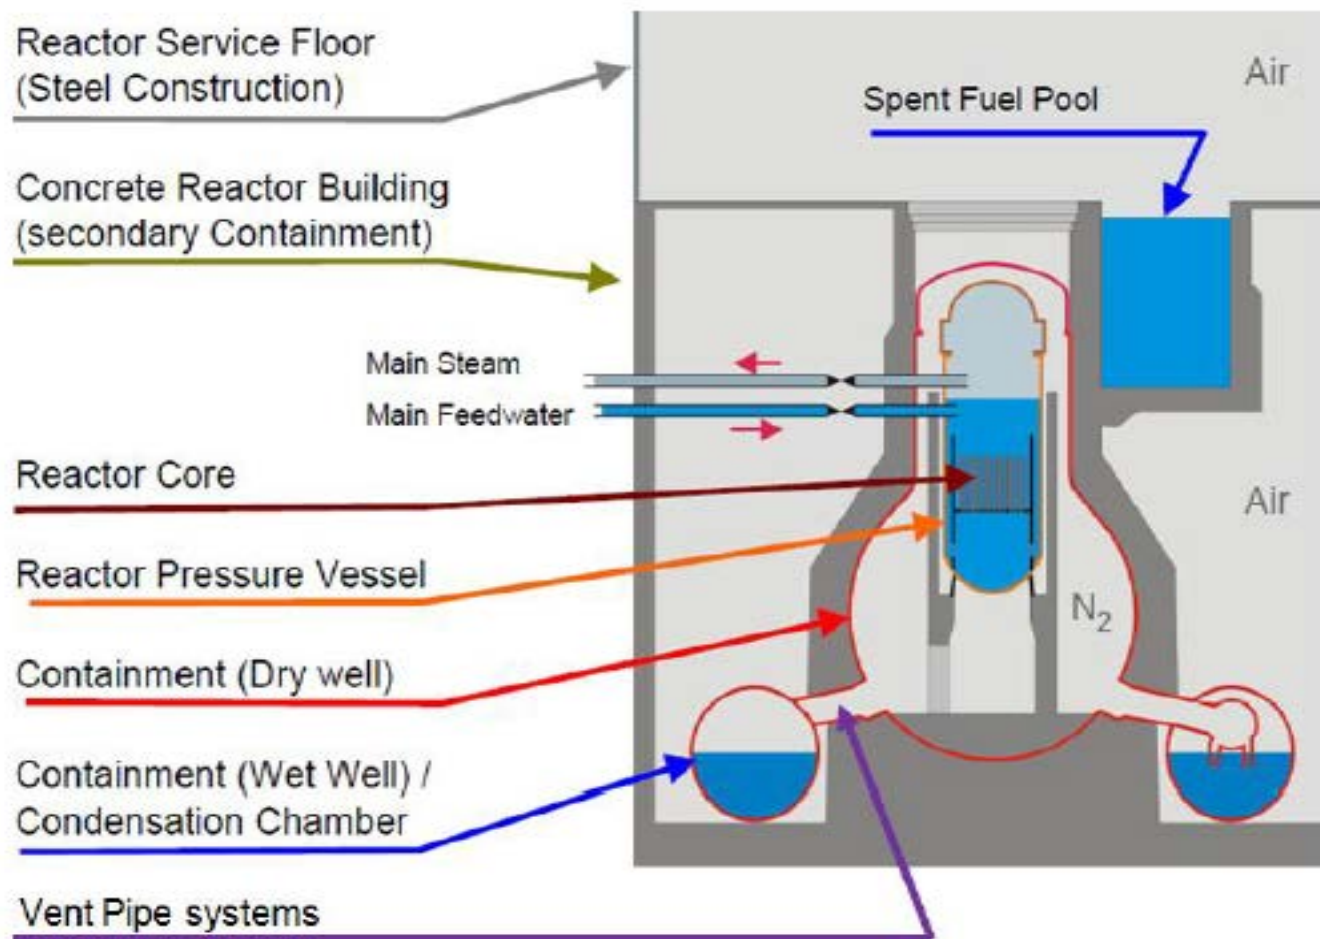 Reactor Service Floor
(Steel Construction)
Air
Spent Fuel Pool
Concrete Reactor Building
(secondary Containment)
Main Steam
Main Feedwater
Reactor Core
Air
Reactor Pressure Vessel
N₂
Containment (Dry well)
Containment (Wet Well) /
Condensation Chamber
Vent Pipe systems